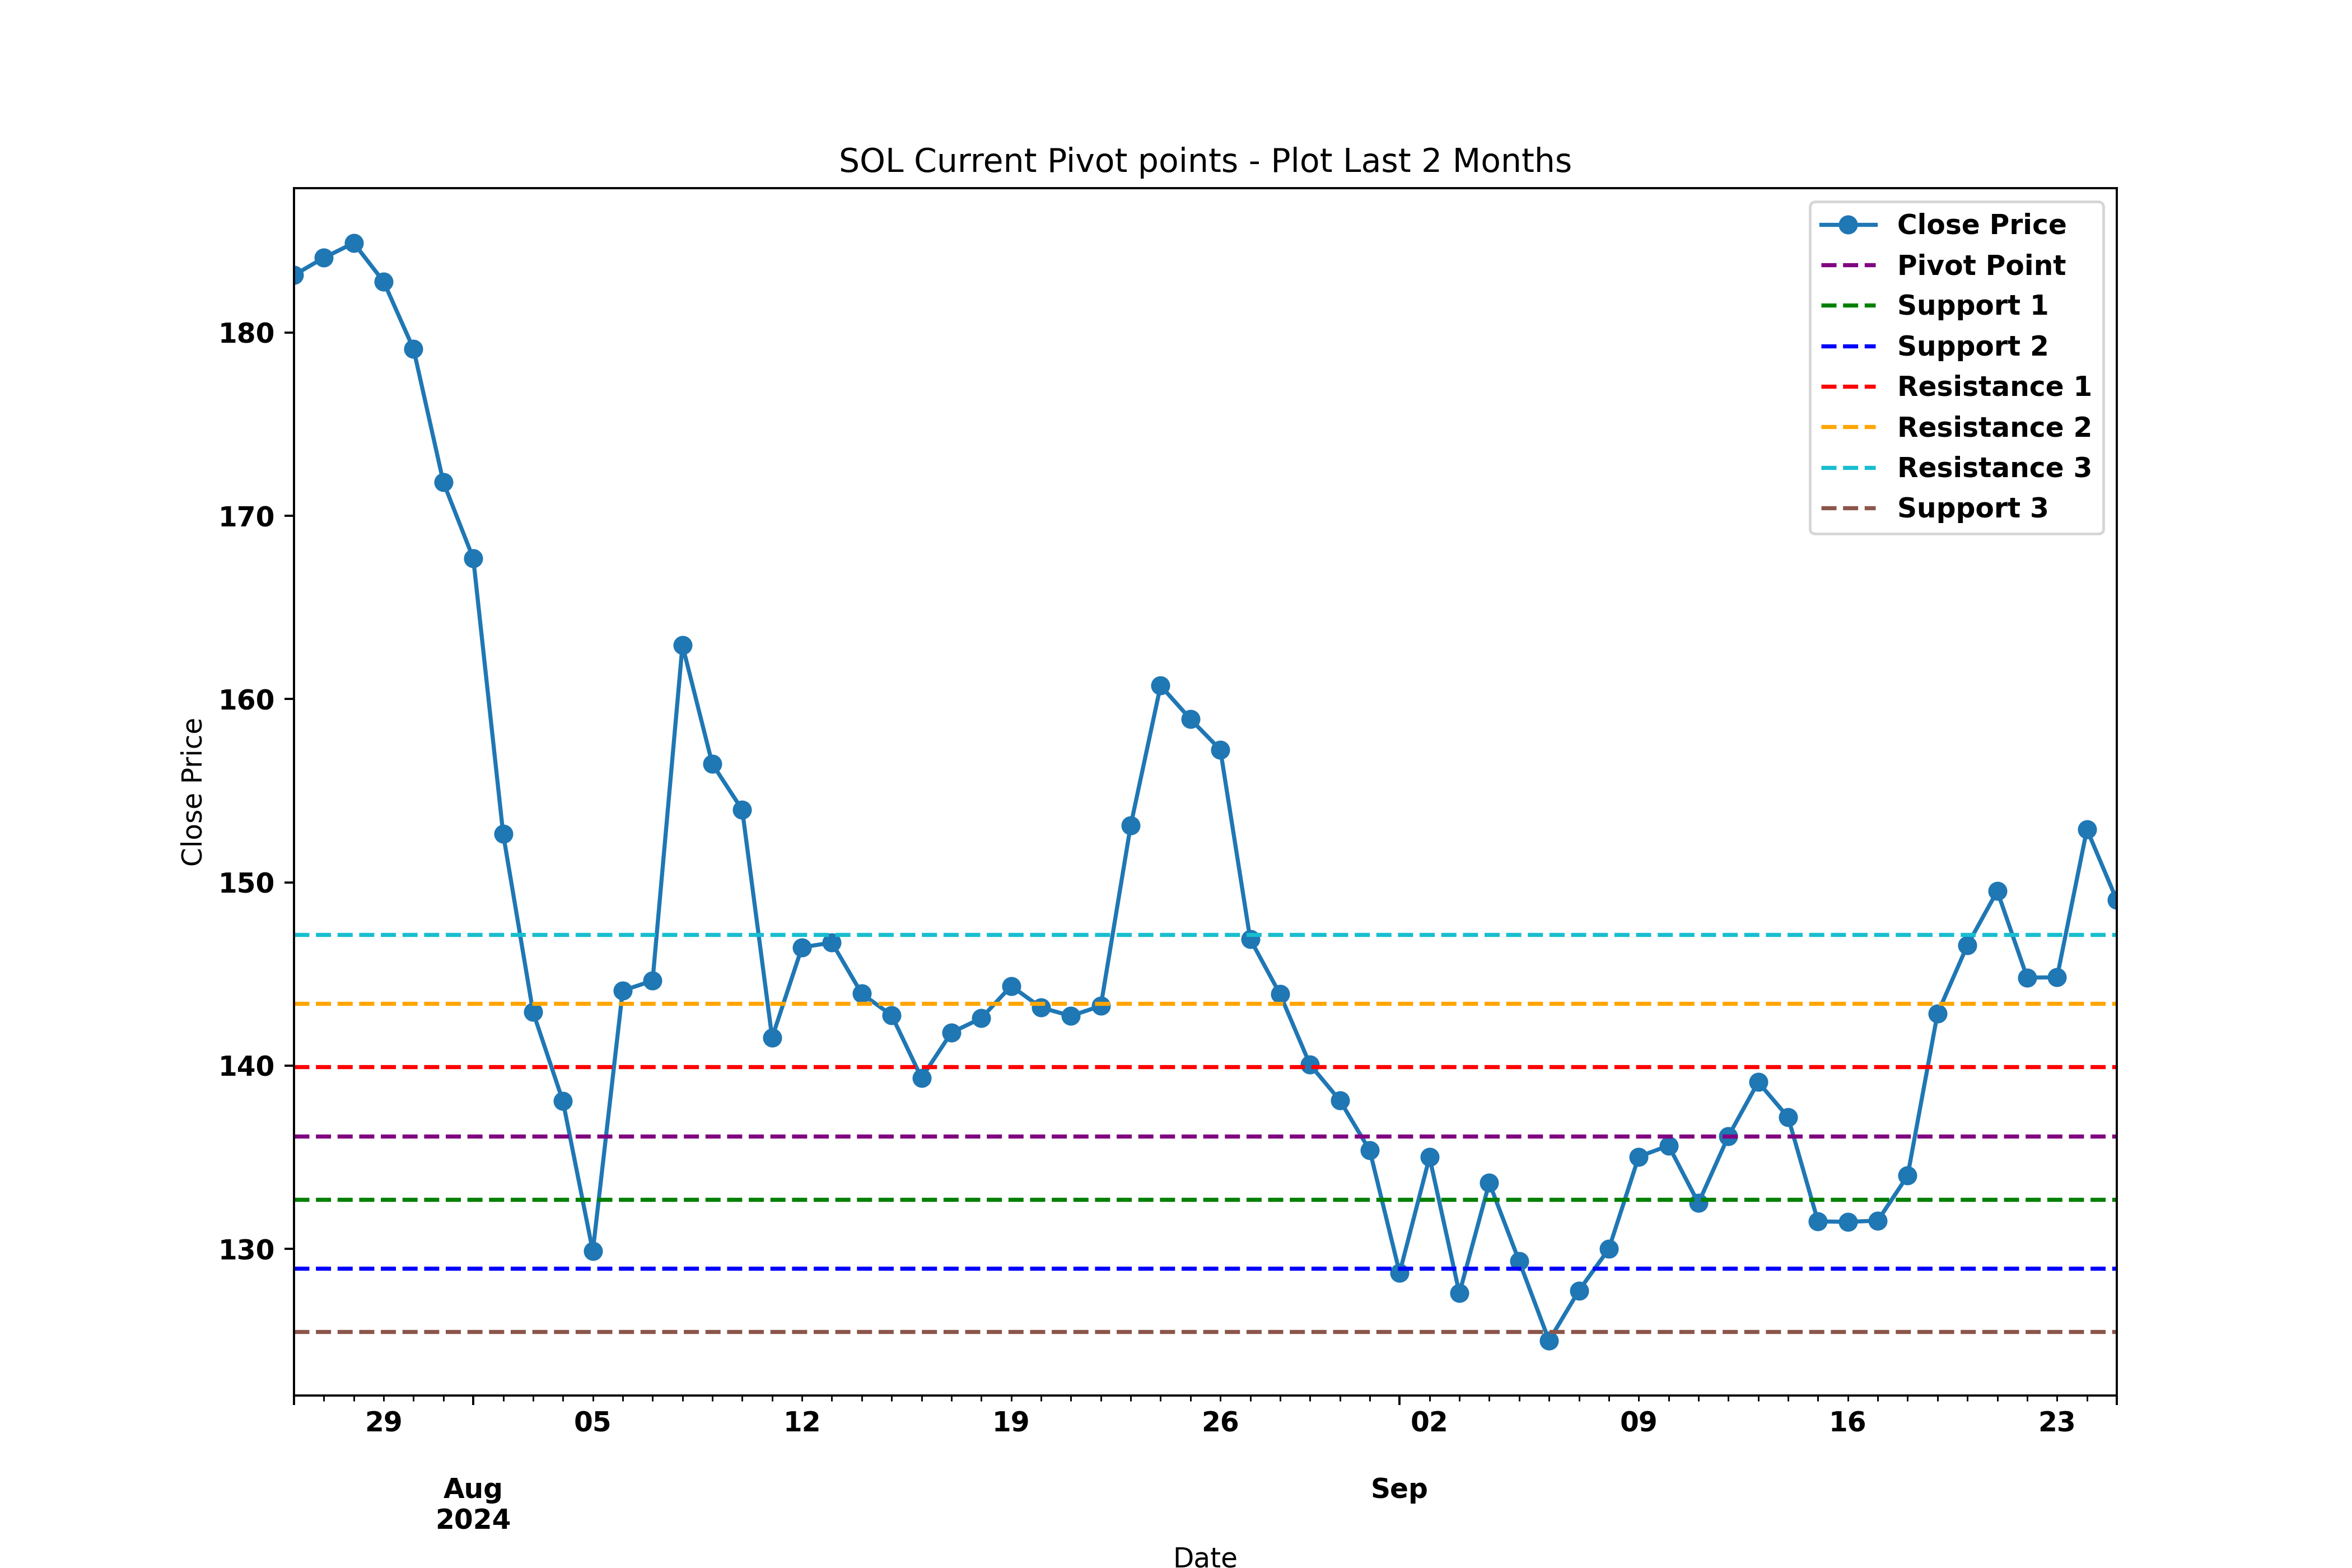 SOL Current Pivot points - Plot Last 2 Months
Close Price
Pivot Point
Support 1
Support 2
Resistance 1
Resistance 2
Resistance 3
Support 3
Close Price
180
170
160
150
140
130
29
05
12
19
26
02
09
16
23
Aug
2024
Sep
Date